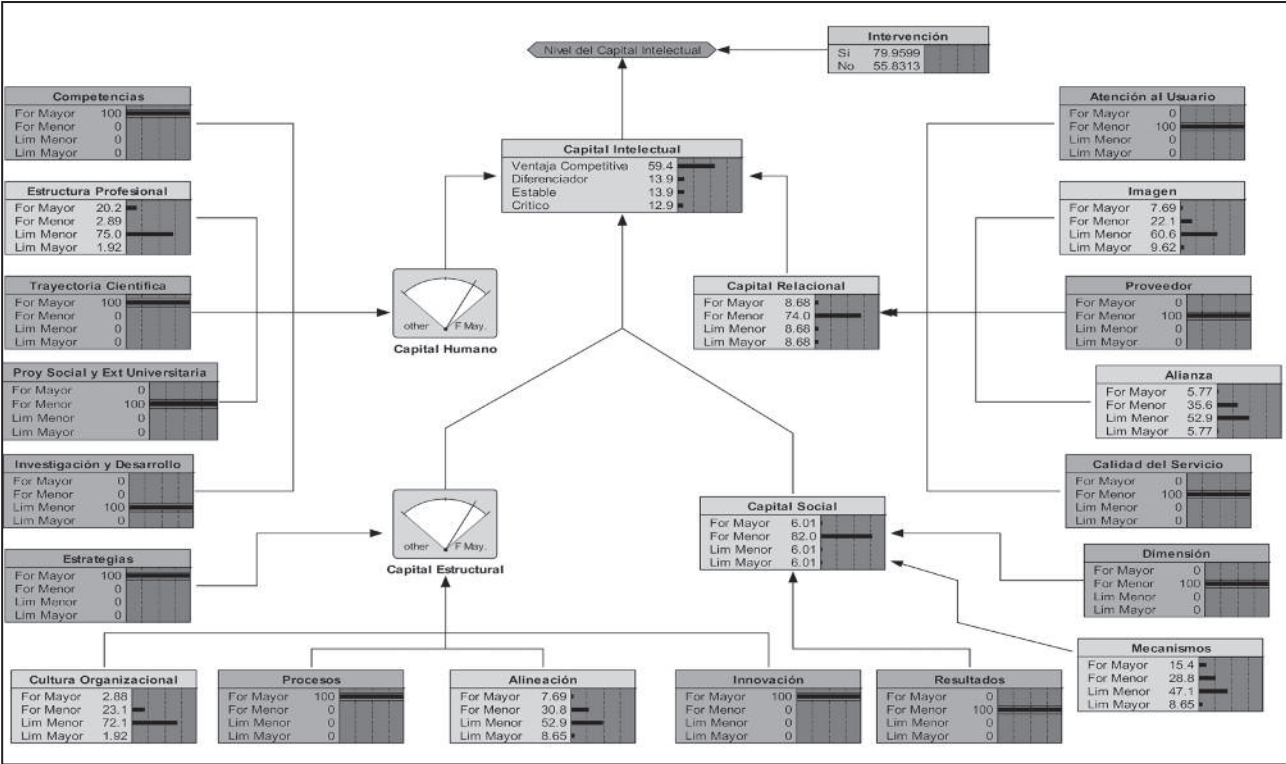 Nivel del Capital Intelectual
Intervención
Si 79.9599
No 55.8313
Competencias
For Mayor 100
For Menor 0
Lim Menor 0
Lim Mayor 0
Estructura Profesional
For Mayor 20.2
For Menor 2.89
Lim Menor 75.0
Lim Mayor 1.92
Trayectoria Científica
For Mayor 100
For Menor 0
Lim Menor 0
Lim Mayor 0
Proy Social y Ext Universitaria
For Mayor 0
For Menor 100
Lim Menor 0
Lim Mayor 0
Investigación y Desarrollo
For Mayor 0
For Menor 0
Lim Menor 100
Lim Mayor 0
Estrategias
For Mayor 100
For Menor 0
Lim Menor 0
Lim Mayor 0
Capital Intelectual
Ventaja Competitiva 59.4
Diferenciador 13.9
Estable 13.9
Crítico 12.9
other F May.
Capital Humano
Capital Relacional
For Mayor 8.68
For Menor 74.0
Lim Menor 8.68
Lim Mayor 8.68
other F May.
Capital Estructural
Capital Social
For Mayor 6.01
For Menor 82.0
Lim Menor 6.01
Lim Mayor 6.01
Atención al Usuario
For Mayor 0
For Menor 100
Lim Menor 0
Lim Mayor 0
Imagen
For Mayor 7.69
For Menor 22.1
Lim Menor 60.6
Lim Mayor 9.62
Proveedor
For Mayor 0
For Menor 100
Lim Menor 0
Lim Mayor 0
Alianza
For Mayor 5.77
For Menor 35.6
Lim Menor 52.9
Lim Mayor 5.77
Calidad del Servicio
For Mayor 0
For Menor 100
Lim Menor 0
Lim Mayor 0
Dimensión
For Mayor 0
For Menor 100
Lim Menor 0
Lim Mayor 0
Mecanismos
For Mayor 15.4
For Menor 28.8
Lim Menor 47.1
Lim Mayor 8.65
Cultura Organizacional
For Mayor 2.88
For Menor 23.1
Lim Menor 72.1
Lim Mayor 1.92
Procesos
For Mayor 100
For Menor 0
Lim Menor 0
Lim Mayor 0
Alineación
For Mayor 7.69
For Menor 30.8
Lim Menor 52.9
Lim Mayor 8.65
Innovación
For Mayor 100
For Menor 0
Lim Menor 0
Lim Mayor 0
Resultados
For Mayor 0
For Menor 100
Lim Menor 0
Lim Mayor 0